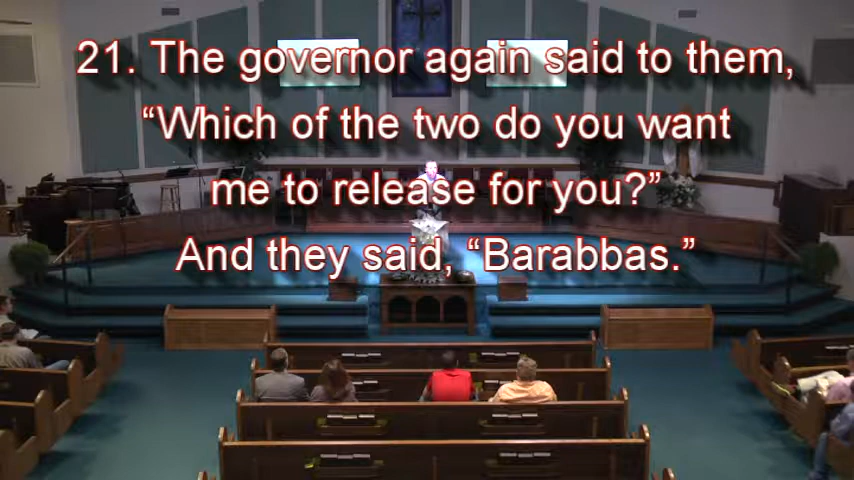 21. The governor again said to them,
“Which of the two do you want
me to release for you?”
And they said, “Barabbas.”